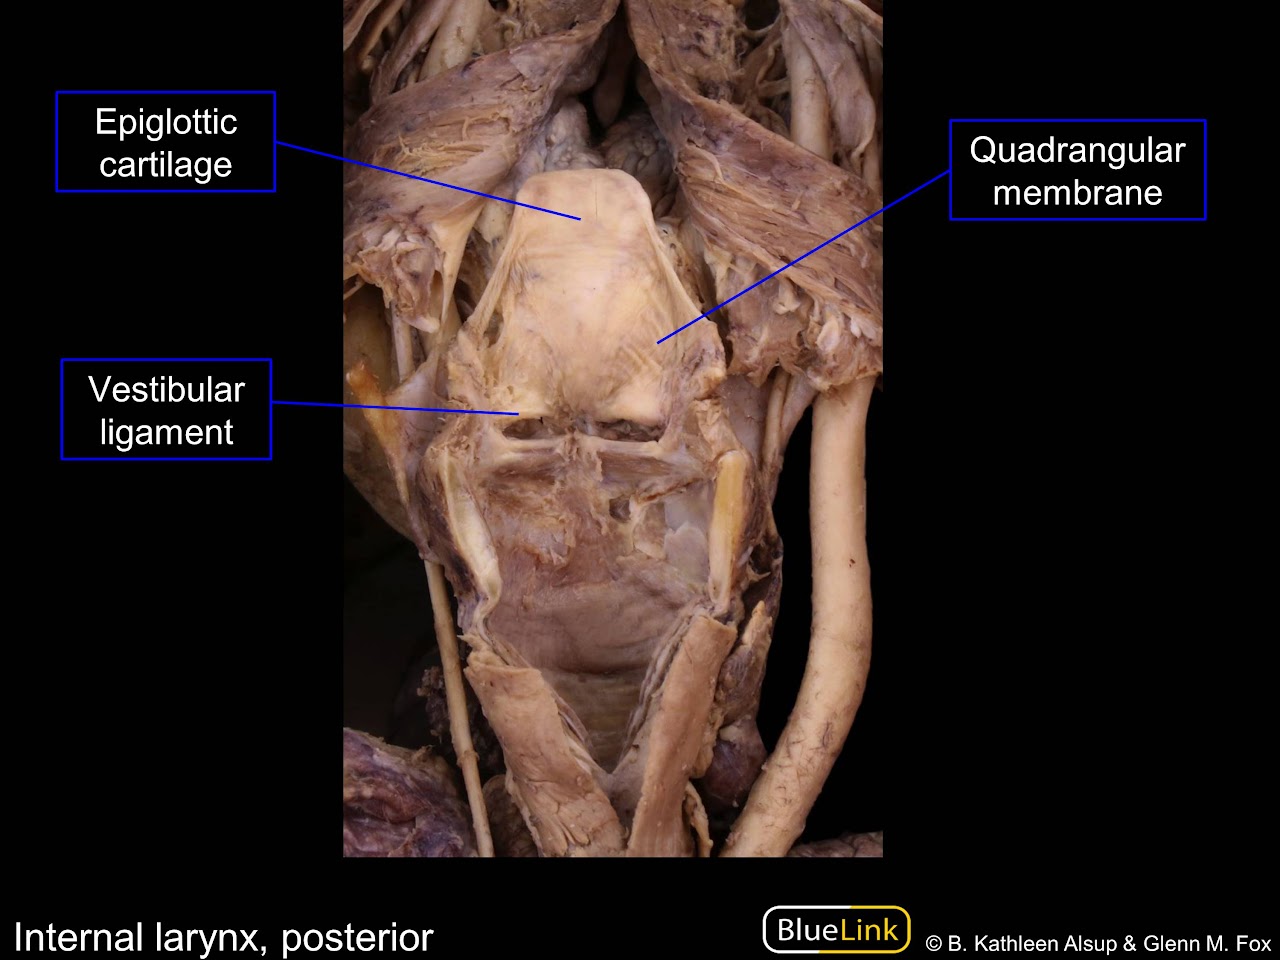 Epiglottic
cartilage
Quadrangular
membrane
Vestibular
ligament
Internal larynx, posterior
BlueLink
© B. Kathleen Alsup & Glenn M. Fox